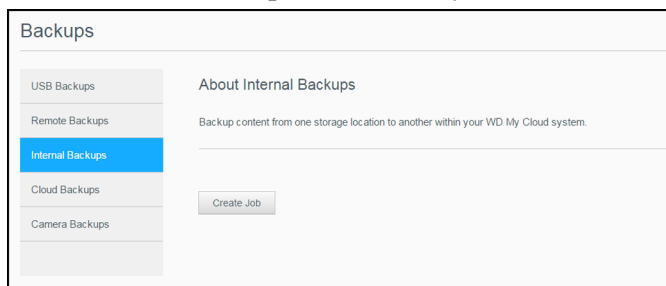 Backups
USB Backups
Remote Backups
Internal Backups
Cloud Backups
Camera Backups
About Internal Backups
Backup content from one storage location to another within your WD My Cloud system.
Create Job